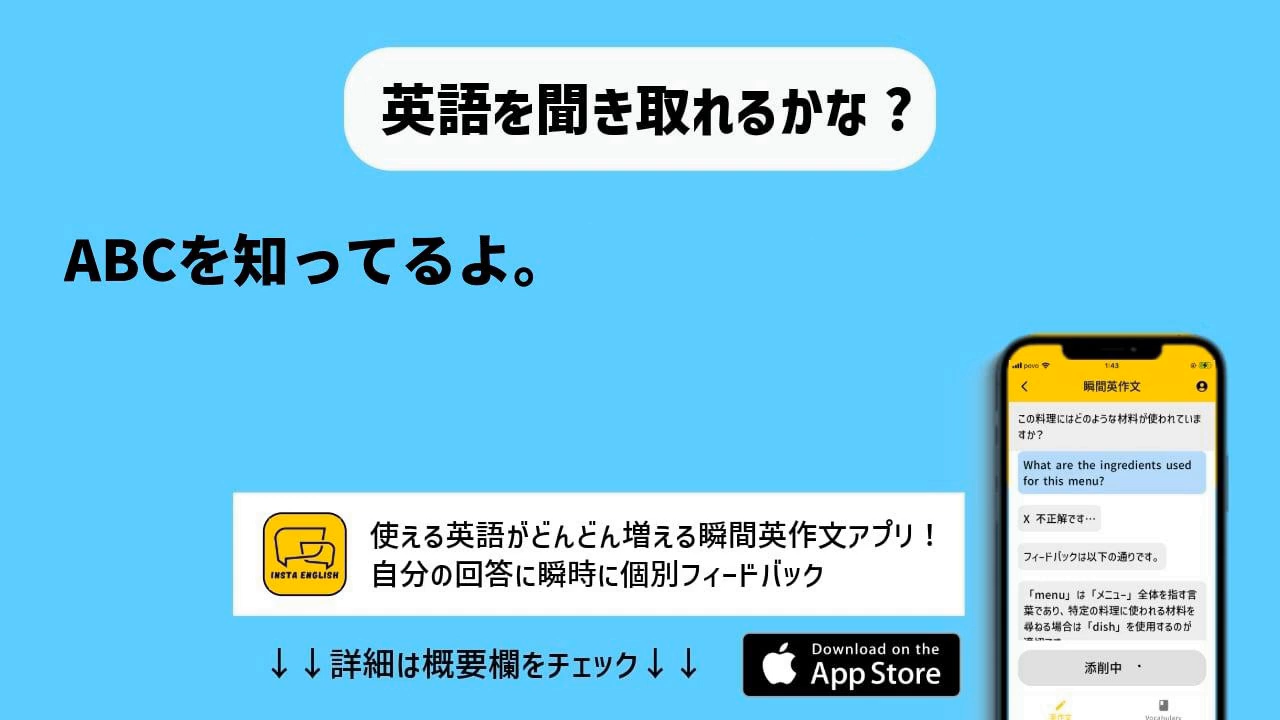 英語を聞き取れるかな？
ABCを知ってるよ。
使える英語がどんどん増える瞬間英作文アプリ！
自分の回答に瞬時に個別フィードバック
INSTA ENGLISH
↓↓詳細は概要欄をチェック↓↓
Download on the
App Store
povo
1:43
瞬間英作文
この料理にはどのような材料が使われていま
すか？
What are the ingredients used
for this menu?
X 不正解です…
フィードバックは以下の通りです。
「menu」は「メニュー」全体を指す言
葉であり、特定の料理に使われる材料を
尋ねる場合は「dish」を使用するのが
添削中
英作文
Vocabulary